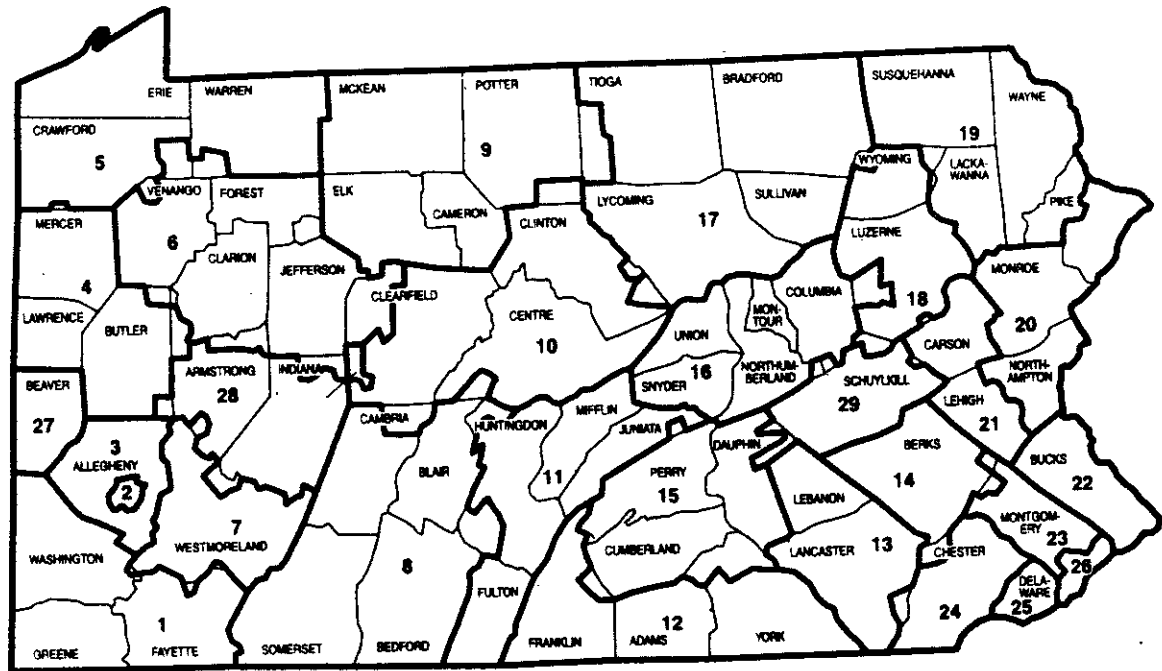 ERIE
WARREN
MCKEAN
POTTER
TIOGA
BRADFORD
SUSQUEHANNA
WAYNE
CRAWFORD
5
9
19
WYOMING
LACKA-
WANNA
VENANGO
FOREST
ELK
CAMERON
CLINTON
LYCOMING
SULLIVAN
PIKE
MERCER
6
17
LUZERNE
CLARION
JEFFERSON
CLEARFIELD
MONROE
4
COLUMBIA
18
LAWRENCE
BUTLER
CENTRE
MON-
TOUR
UNION
20
10
CARSON
BEAVER
ARMSTRONG
INDIANA
16
NORTHUM-
BERLAND
NORTH-
AMPTON
SNYDER
SCHUYLKILL
27
28
29
LEHIGH
CAMBRIA
HUNTINGDON
MIFFLIN
JUNIATA
21
3
ALLEGHENY
DAUPHIN
BERKS
BUCKS
BLAIR
11
PERRY
22
2
15
LEBANON
14
MONTGOM-
ERY
23
7
WESTMORELAND
WASHINGTON
CUMBERLAND
LANCASTER
13
CHESTER
8
26
DELA-
WARE
25
FULTON
24
1
12
GREENE
FAYETTE
SOMERSET
BEDFORD
FRANKLIN
ADAMS
YORK